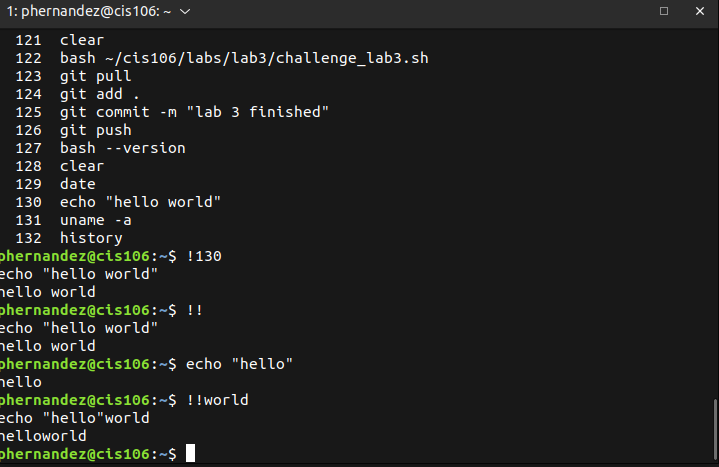 1: phernandez@cis106: ~
121 clear
122 bash ~/cis106/labs/lab3/challenge_lab3.sh
123 git pull
124 git add .
125 git commit -m "lab 3 finished"
126 git push
127 bash --version
128 clear
129 date
130 echo "hello world"
131 uname -a
132 history
phernandez@cis106:~$ !130
echo "hello world"
hello world
phernandez@cis106:~$ !!
echo "hello world"
hello world
phernandez@cis106:~$ echo "hello"
hello
phernandez@cis106:~$ !!world
echo "hello"world
helloworld
phernandez@cis106:~$